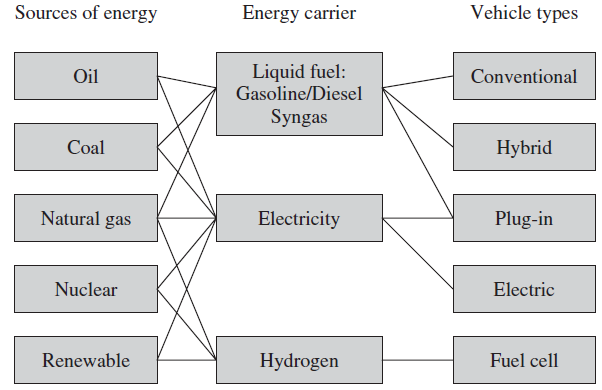 Sources of energy
Energy carrier
Vehicle types
Oil
Liquid fuel:
Gasoline/Diesel
Syngas
Conventional
Coal
Hybrid
Natural gas
Electricity
Plug-in
Nuclear
Electric
Renewable
Hydrogen
Fuel cell